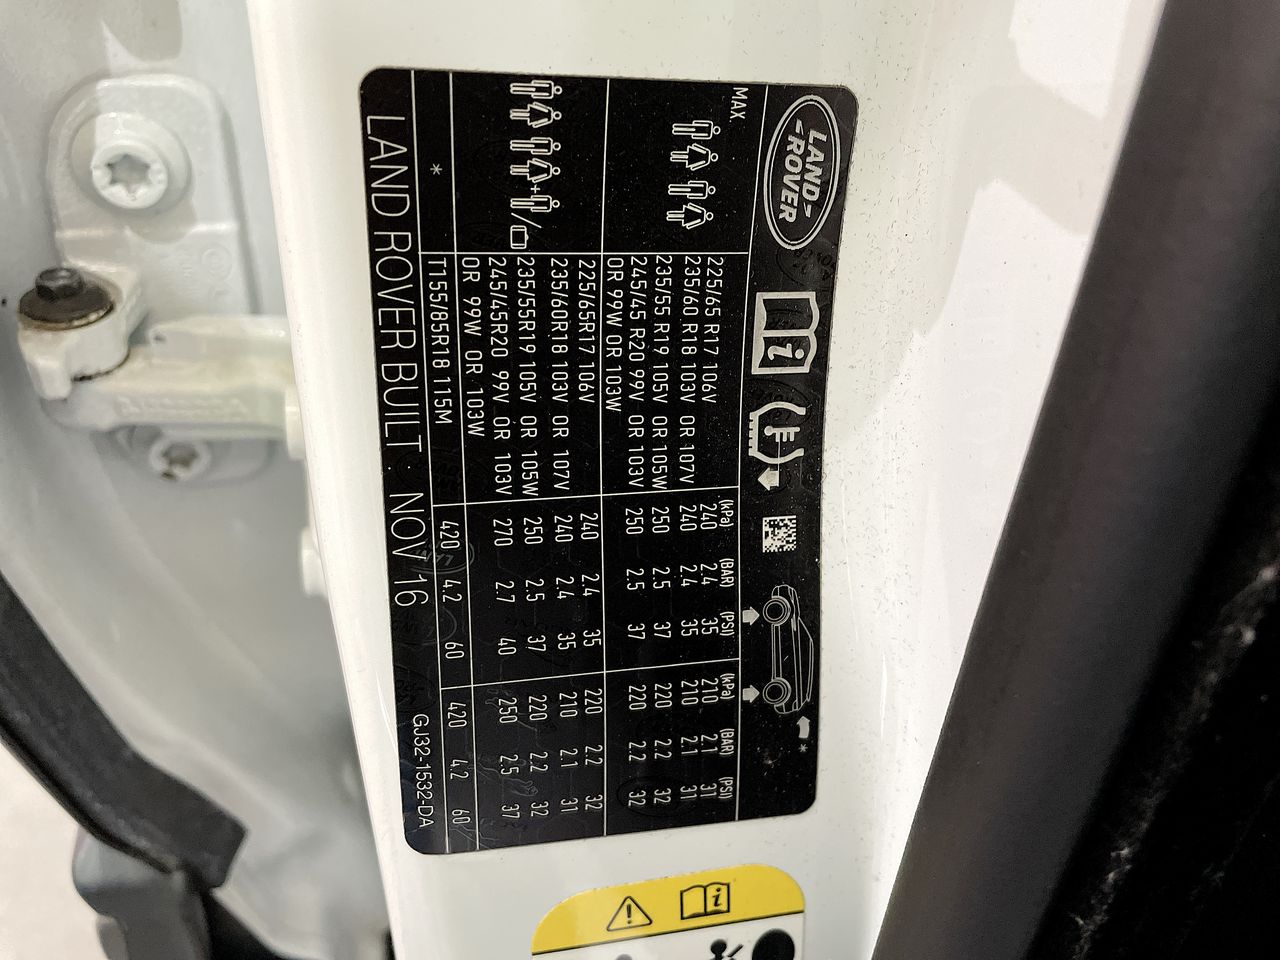 LAND-
-ROVER
(kPa) (BAR) (PSI) (kPa) (BAR) (PSI)
MAX.
225/65 R17 106V 240 2.4 35 210 2.1 31
235/60 R18 103V OR 107V 240 2.4 35 210 2.1 31
235/55 R19 105V OR 105W 250 2.5 37 220 2.2 32
245/45 R20 99V OR 103V 250 2.5 37 220 2.2 32
OR 99W OR 103W
225/65R17 106V 240 2.4 35 220 2.2 32
235/60R18 103V OR 107V 240 2.4 35 210 2.1 31
235/55R19 105V OR 105W 250 2.5 37 220 2.2 32
245/45R20 99V OR 103V 270 2.7 40 250 2.5 37
OR 99W OR 103W
* T155/85R18 115M 420 4.2 60 420 4.2 60
LAND ROVER BUILT NOV 16 GJ32-1532-DA